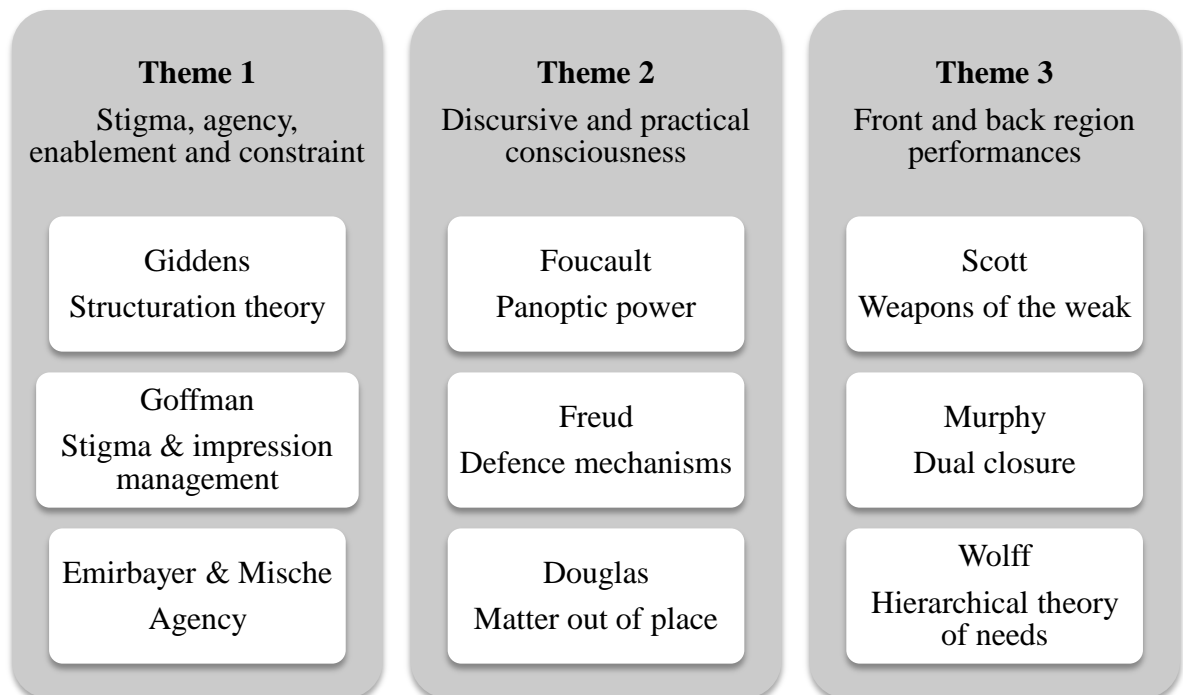 Theme 1
Stigma, agency,
enablement and constraint
Giddens
Structuration theory
Goffman
Stigma & impression
management
Emirbayer & Mische
Agency
Theme 2
Discursive and practical
consciousness
Foucault
Panoptic power
Freud
Defence mechanisms
Douglas
Matter out of place
Theme 3
Front and back region
performances
Scott
Weapons of the weak
Murphy
Dual closure
Wolff
Hierarchical theory
of needs